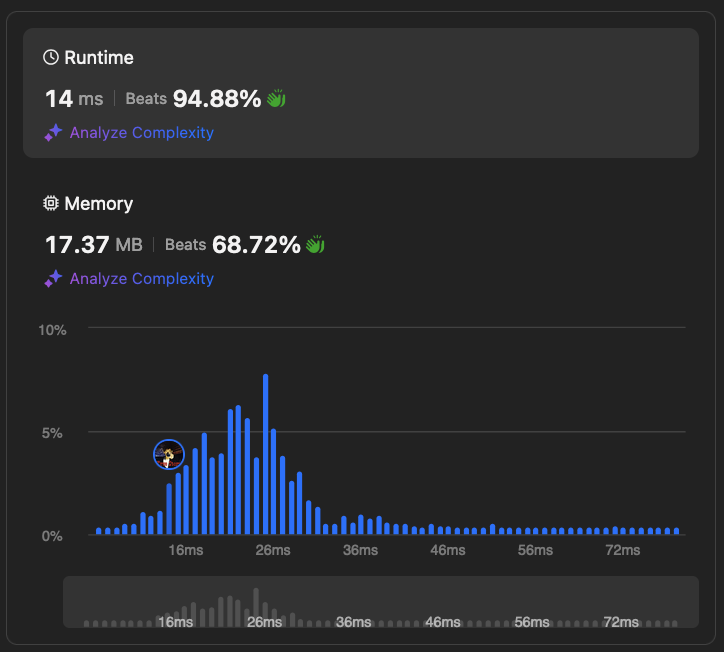 Runtime
14 ms | Beats 94.88%
Analyze Complexity
Memory
17.37 MB | Beats 68.72%
Analyze Complexity
10%
5%
0%
16ms 26ms 36ms 46ms 56ms 72ms
16ms 26ms 36ms 46ms 56ms 72ms